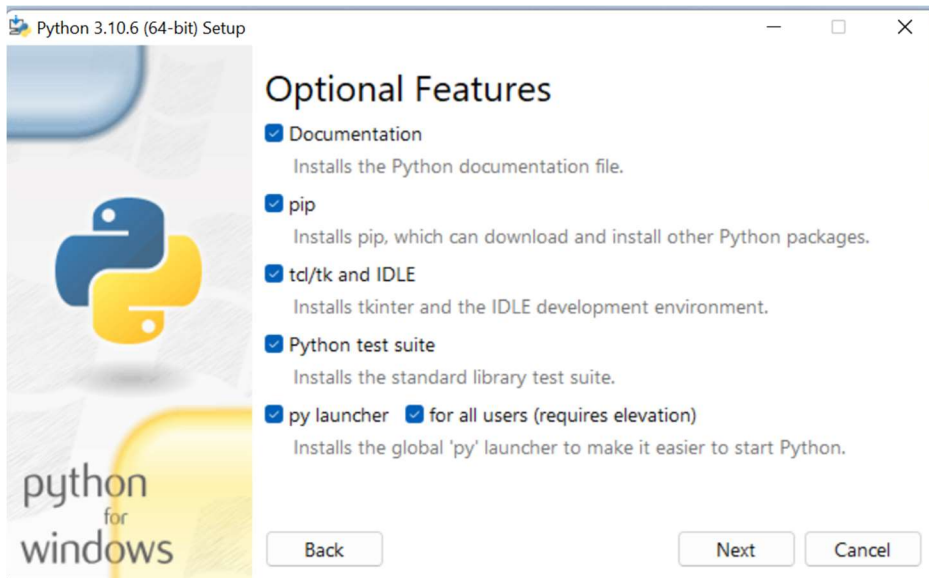 Python 3.10.6 (64-bit) Setup
Optional Features
Documentation
Installs the Python documentation file.
pip
Installs pip, which can download and install other Python packages.
tcl/tk and IDLE
Installs tkinter and the IDLE development environment.
Python test suite
Installs the standard library test suite.
py launcher for all users (requires elevation)
Installs the global 'py' launcher to make it easier to start Python.
python
for
windows
Back Next Cancel